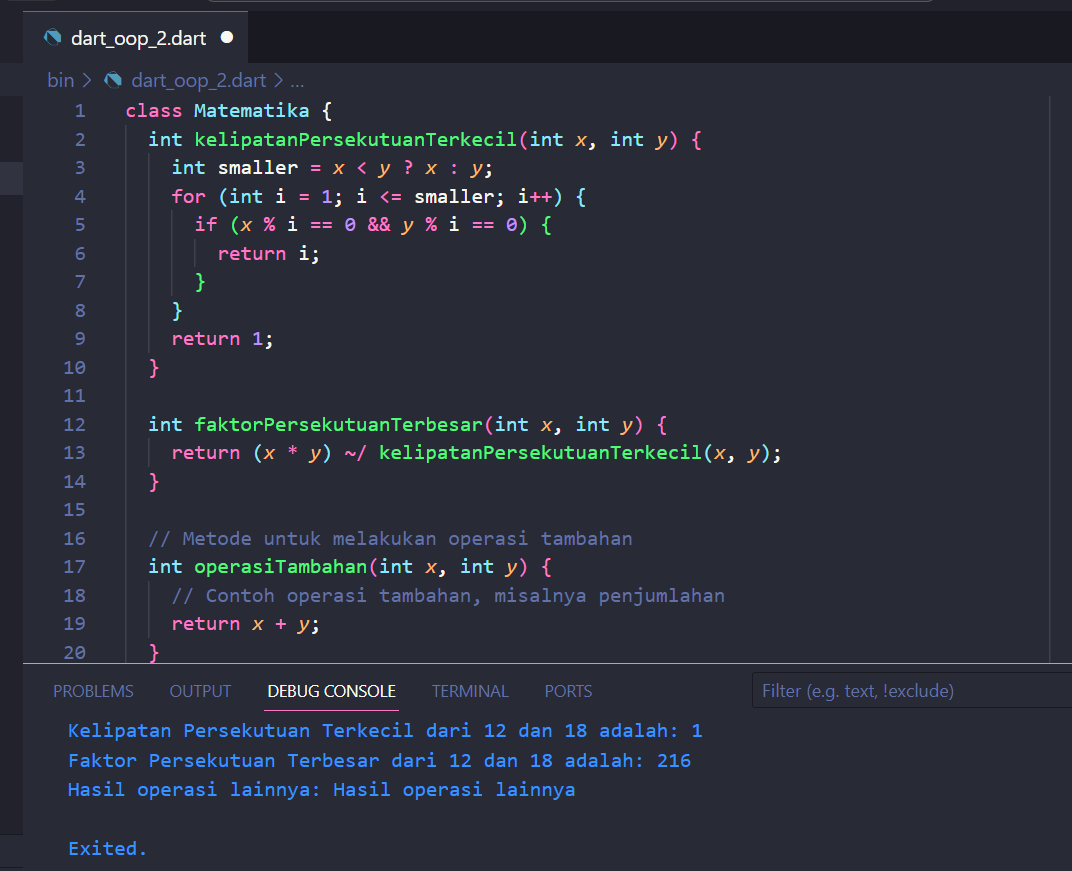 dart_oop_2.dart
bin > dart_oop_2.dart > ...
1 class Matematika {
2 int kelipatanPersekutuanTerkecil(int x, int y) {
3 int smaller = x < y ? x : y;
4 for (int i = 1; i <= smaller; i++) {
5 if (x % i == 0 && y % i == 0) {
6 return i;
7 }
8 }
9 return 1;
10 }
11
12 int faktorPersekutuanTerbesar(int x, int y) {
13 return (x * y) ~/ kelipatanPersekutuanTerkecil(x, y);
14 }
15
16 // Metode untuk melakukan operasi tambahan
17 int operasiTambahan(int x, int y) {
18 // Contoh operasi tambahan, misalnya penjumlahan
19 return x + y;
20 }
PROBLEMS OUTPUT DEBUG CONSOLE TERMINAL PORTS Filter (e.g. text, !exclude)
Kelipatan Persekutuan Terkecil dari 12 dan 18 adalah: 1
Faktor Persekutuan Terbesar dari 12 dan 18 adalah: 216
Hasil operasi lainnya: Hasil operasi lainnya
Exited.